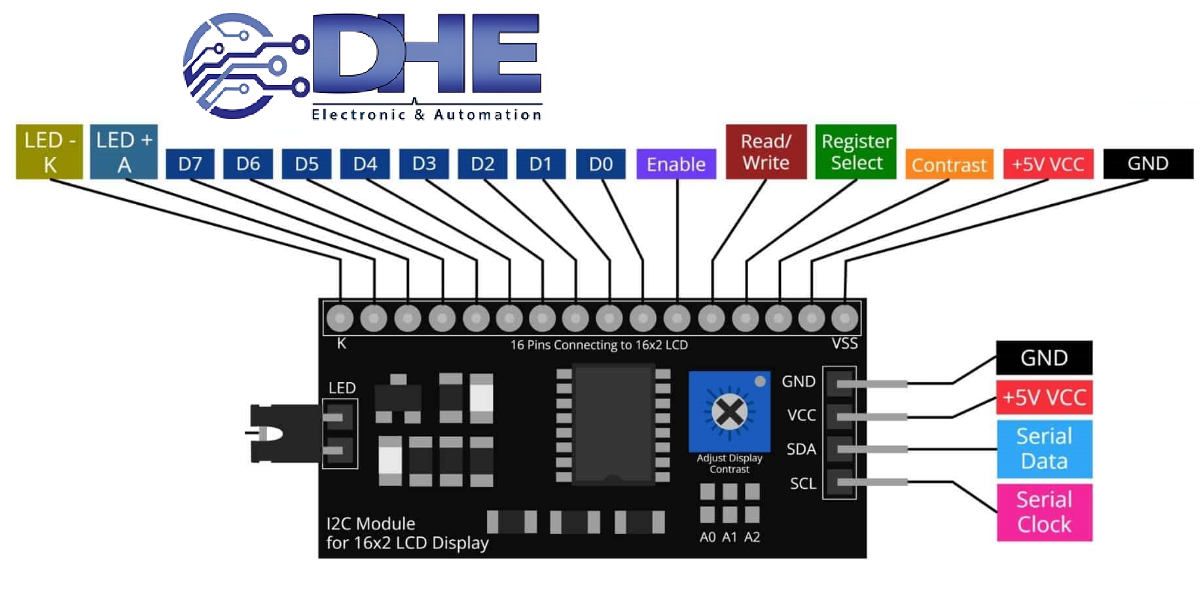 DHE
Electronic & Automation
LED -
K
LED +
A
D7
D6
D5
D4
D3
D2
D1
D0
Enable
Read/
Write
Register
Select
Contrast
+5V VCC
GND
K
16 Pins Connecting to 16x2 LCD
VSS
LED
GND
VCC
SDA
SCL
Adjust Display
Contrast
A0 A1 A2
I2C Module
for 16x2 LCD Display
GND
+5V VCC
Serial
Data
Serial
Clock